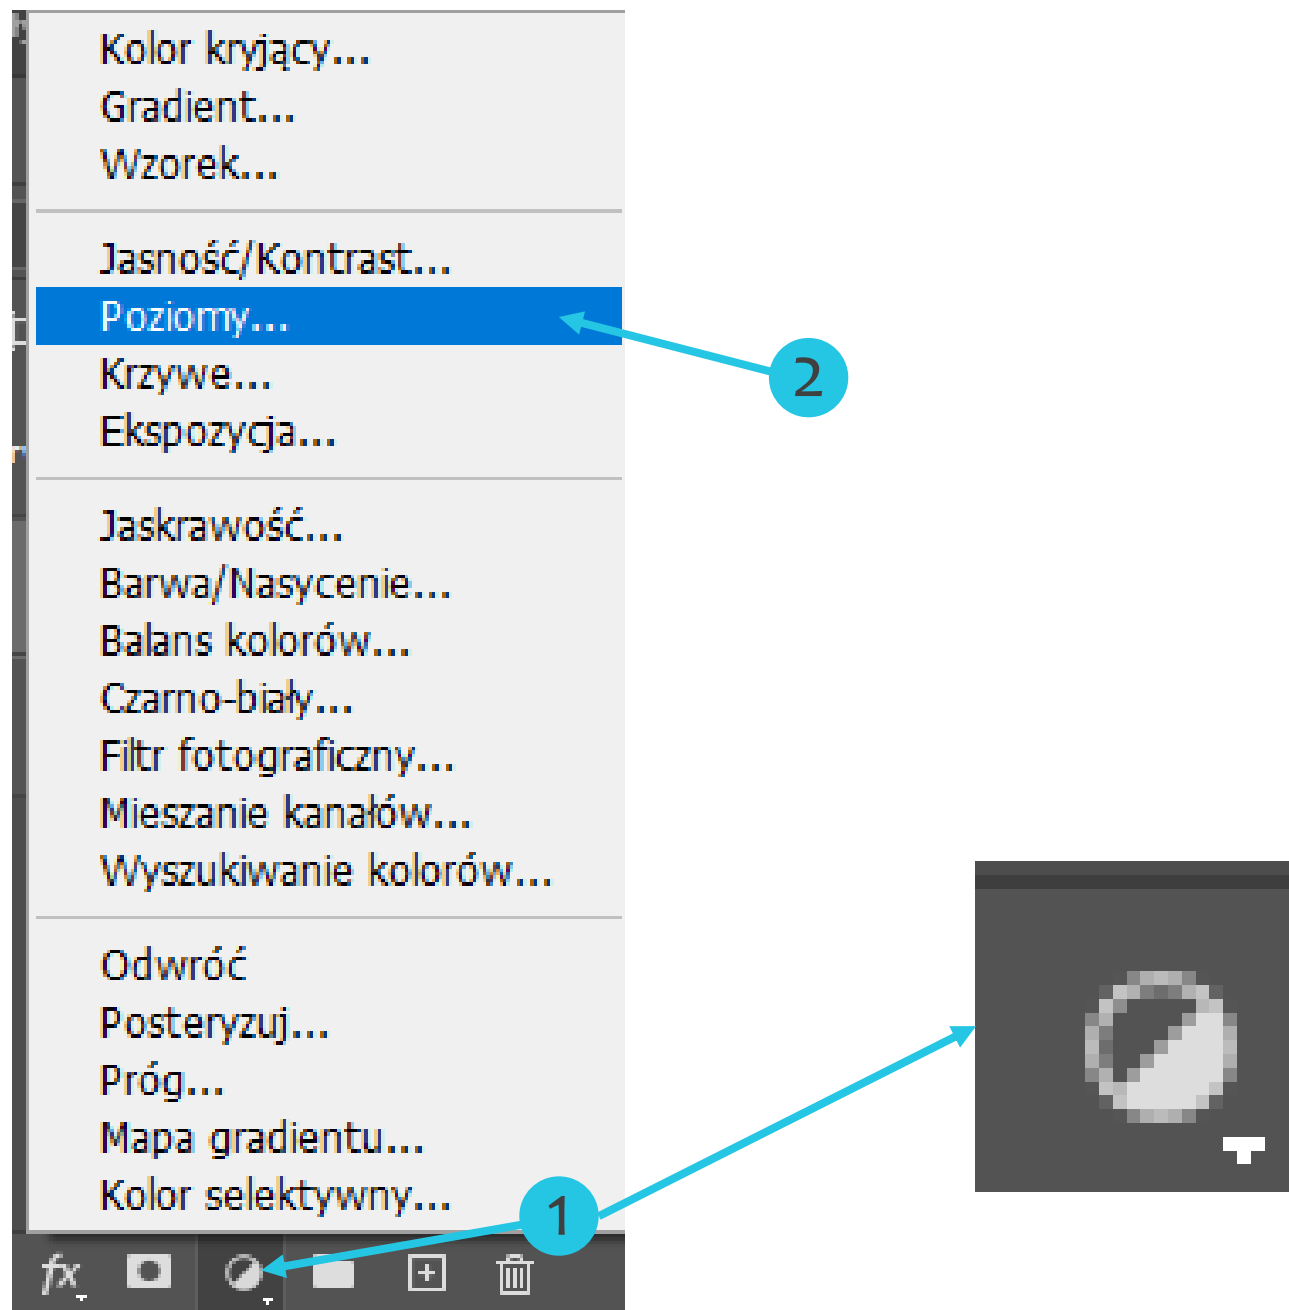 Kolor kryjący...
Gradient...
Wzorek...
Jasność/Kontrast...
Poziomy...
Krzywe...
Ekspozycja...
2
Jaskrawość...
Barwa/Nasycenie...
Balans kolorów...
Czarno-biały...
Filtr fotograficzny...
Mieszanie kanałów...
Wyszukiwanie kolorów...
Odwróć
Posteryzuj...
Próg...
Mapa gradientu...
Kolor selektywny...
1
fx